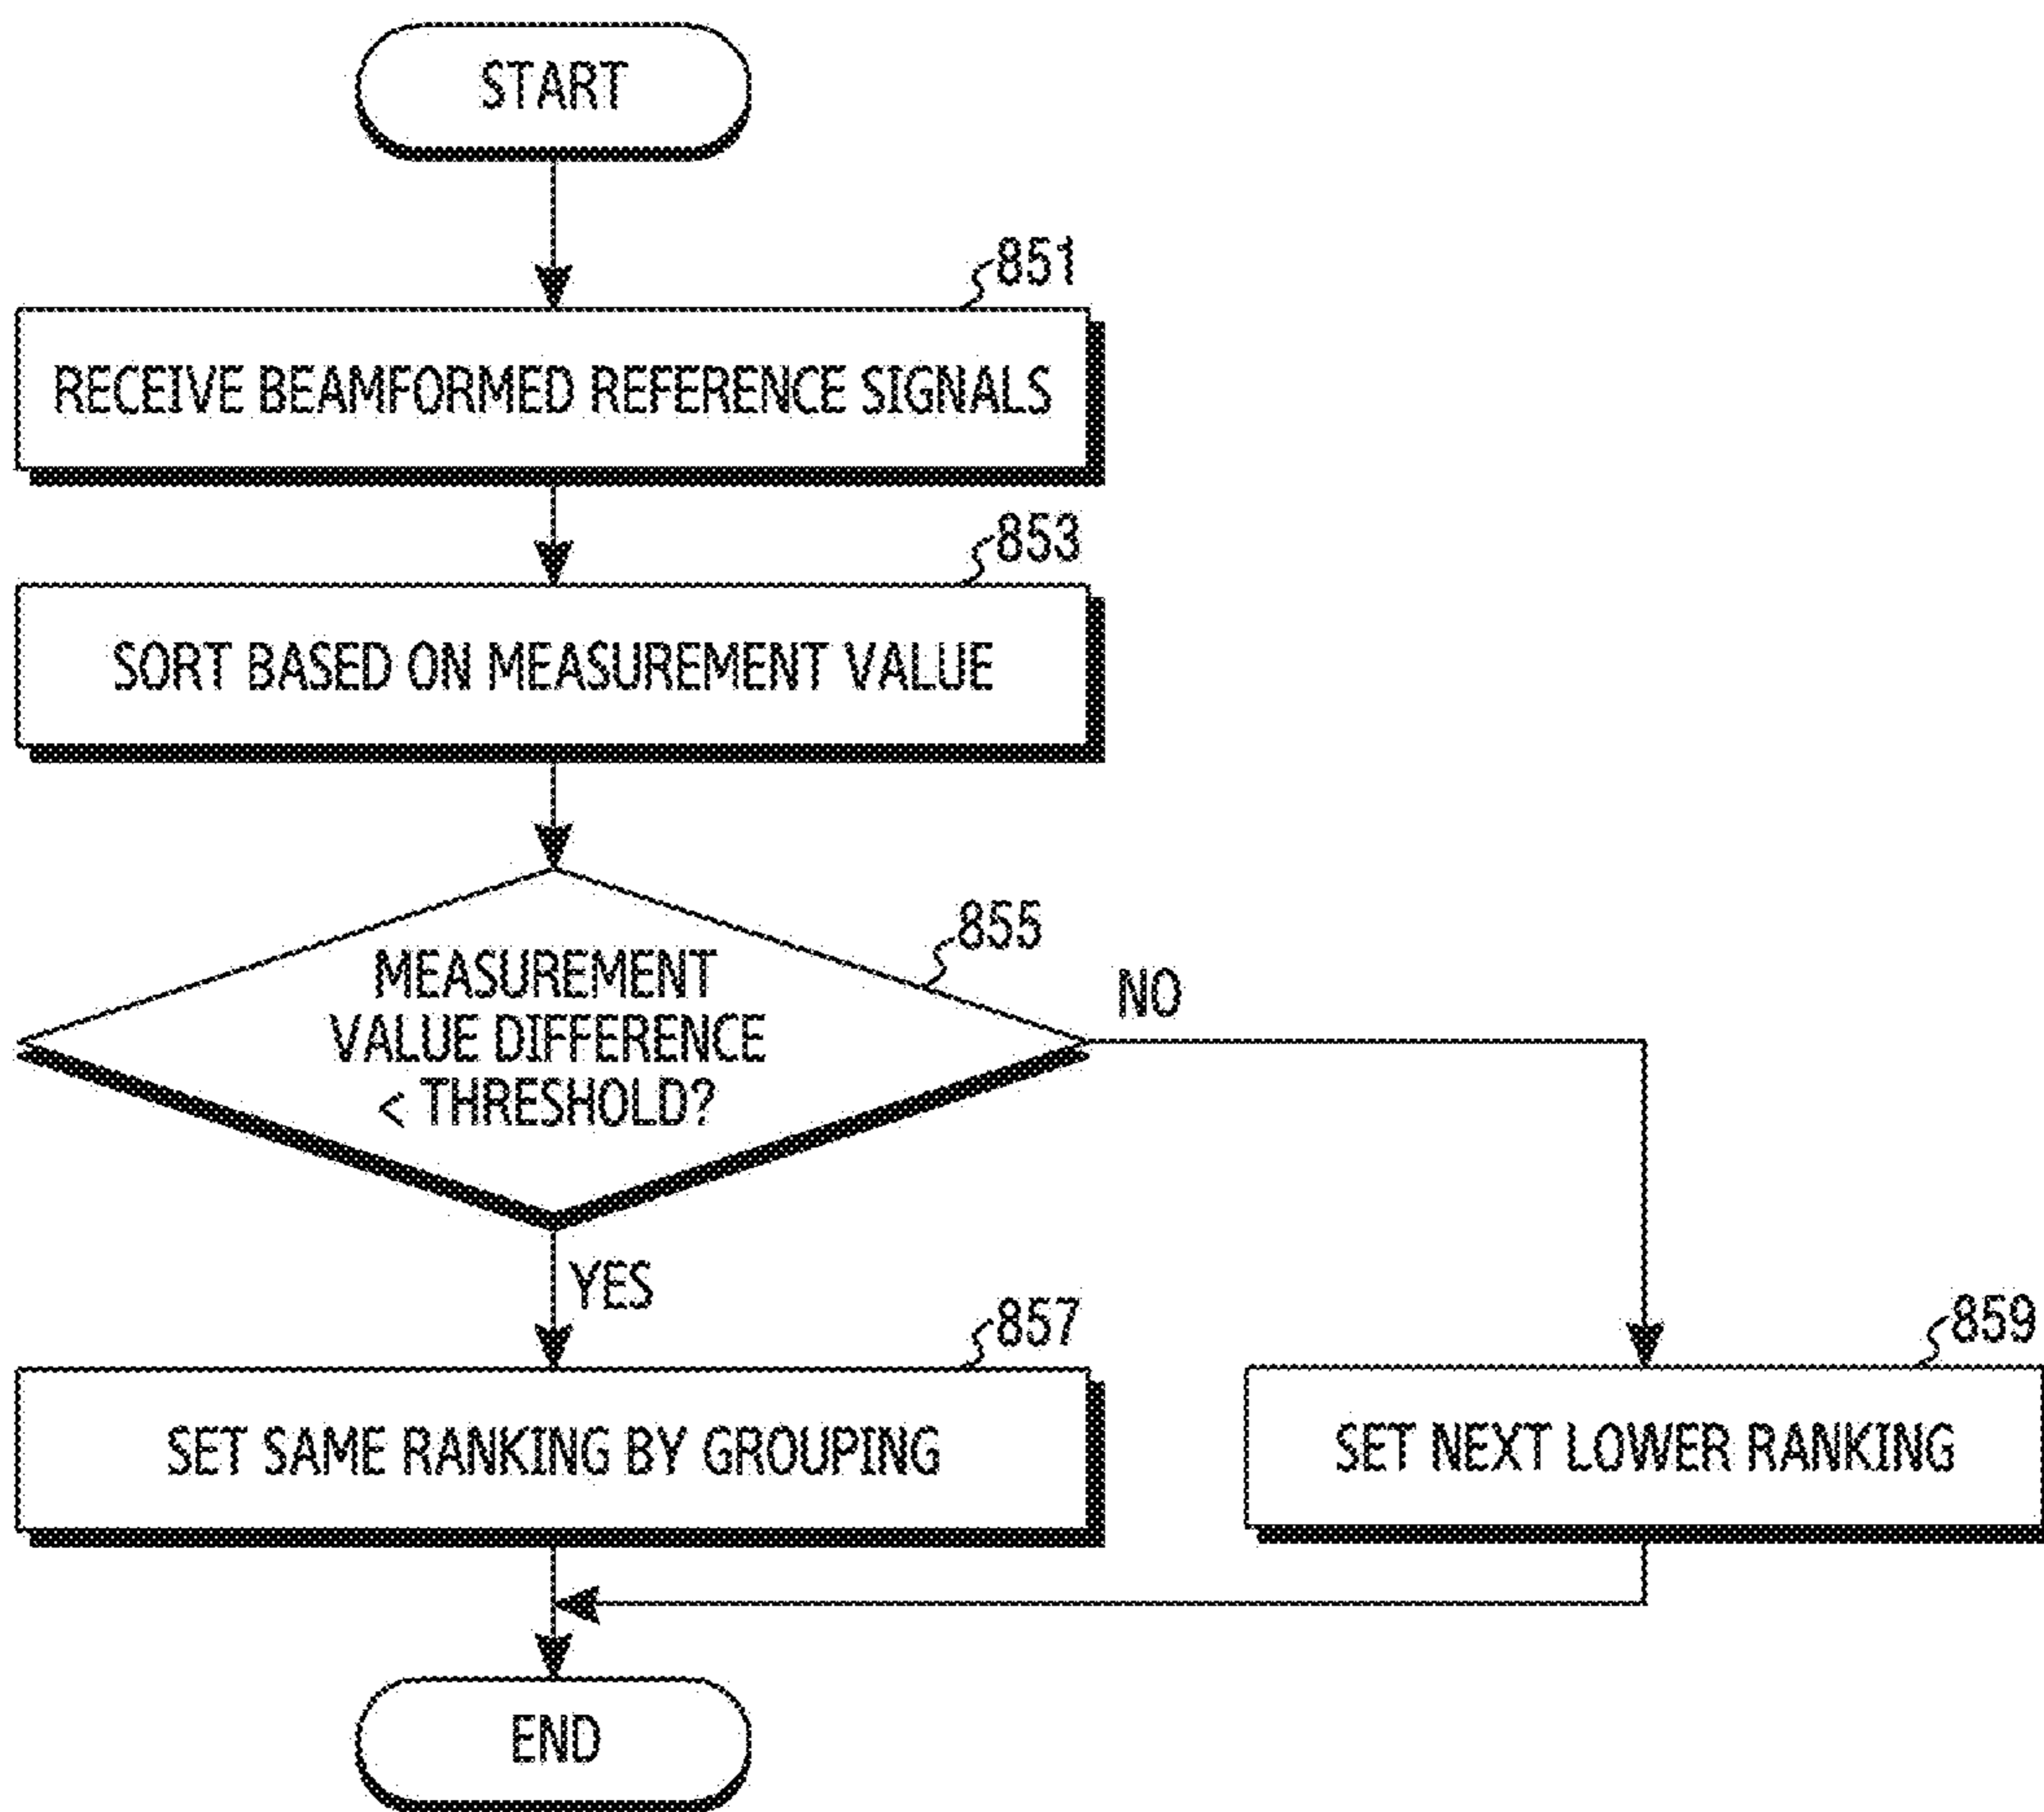 START
851
RECEIVE BEAMFORMED REFERENCE SIGNALS
853
SORT BASED ON MEASUREMENT VALUE
855
MEASUREMENT
VALUE DIFFERENCE
< THRESHOLD?
NO
YES
857
SET SAME RANKING BY GROUPING
859
SET NEXT LOWER RANKING
END